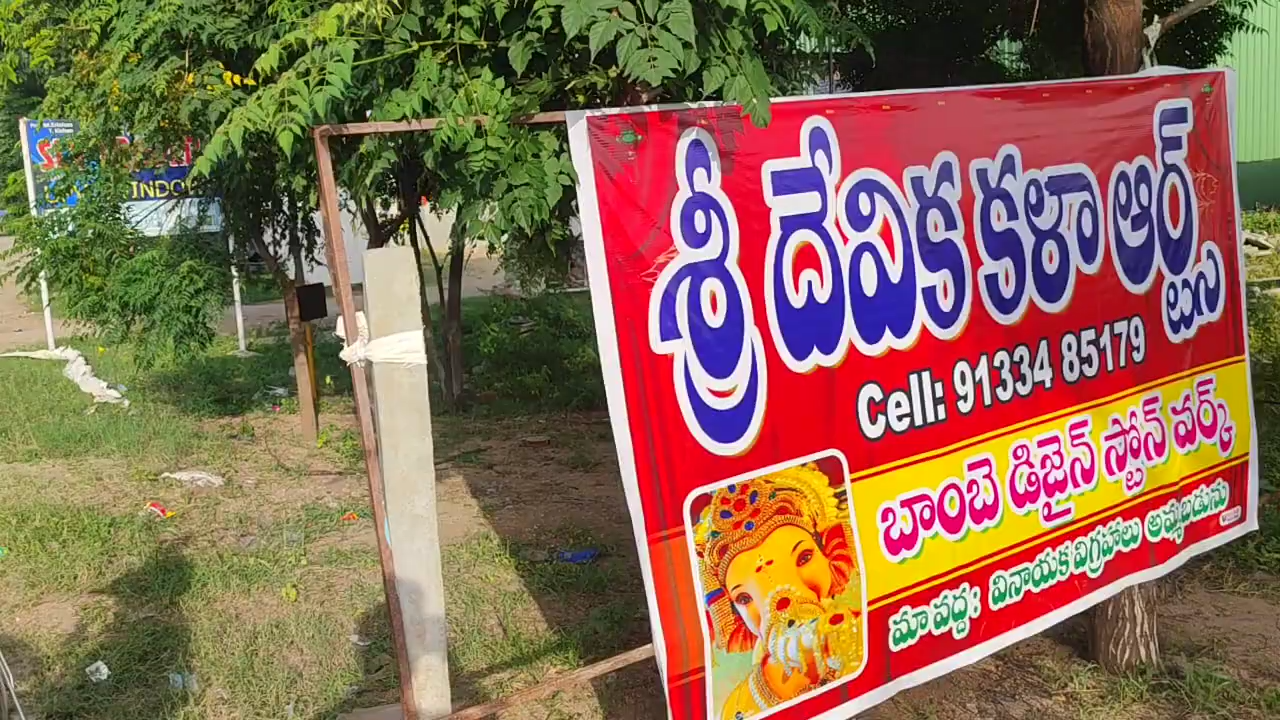 శ్రీ దేవిక కళా ఆర్ట్స్
Cell: 91334 85179
బాంబె డిజైన్ స్టోన్ వర్క్
మా వద్ద: వినాయక విగ్రహాలు అమ్మబడును